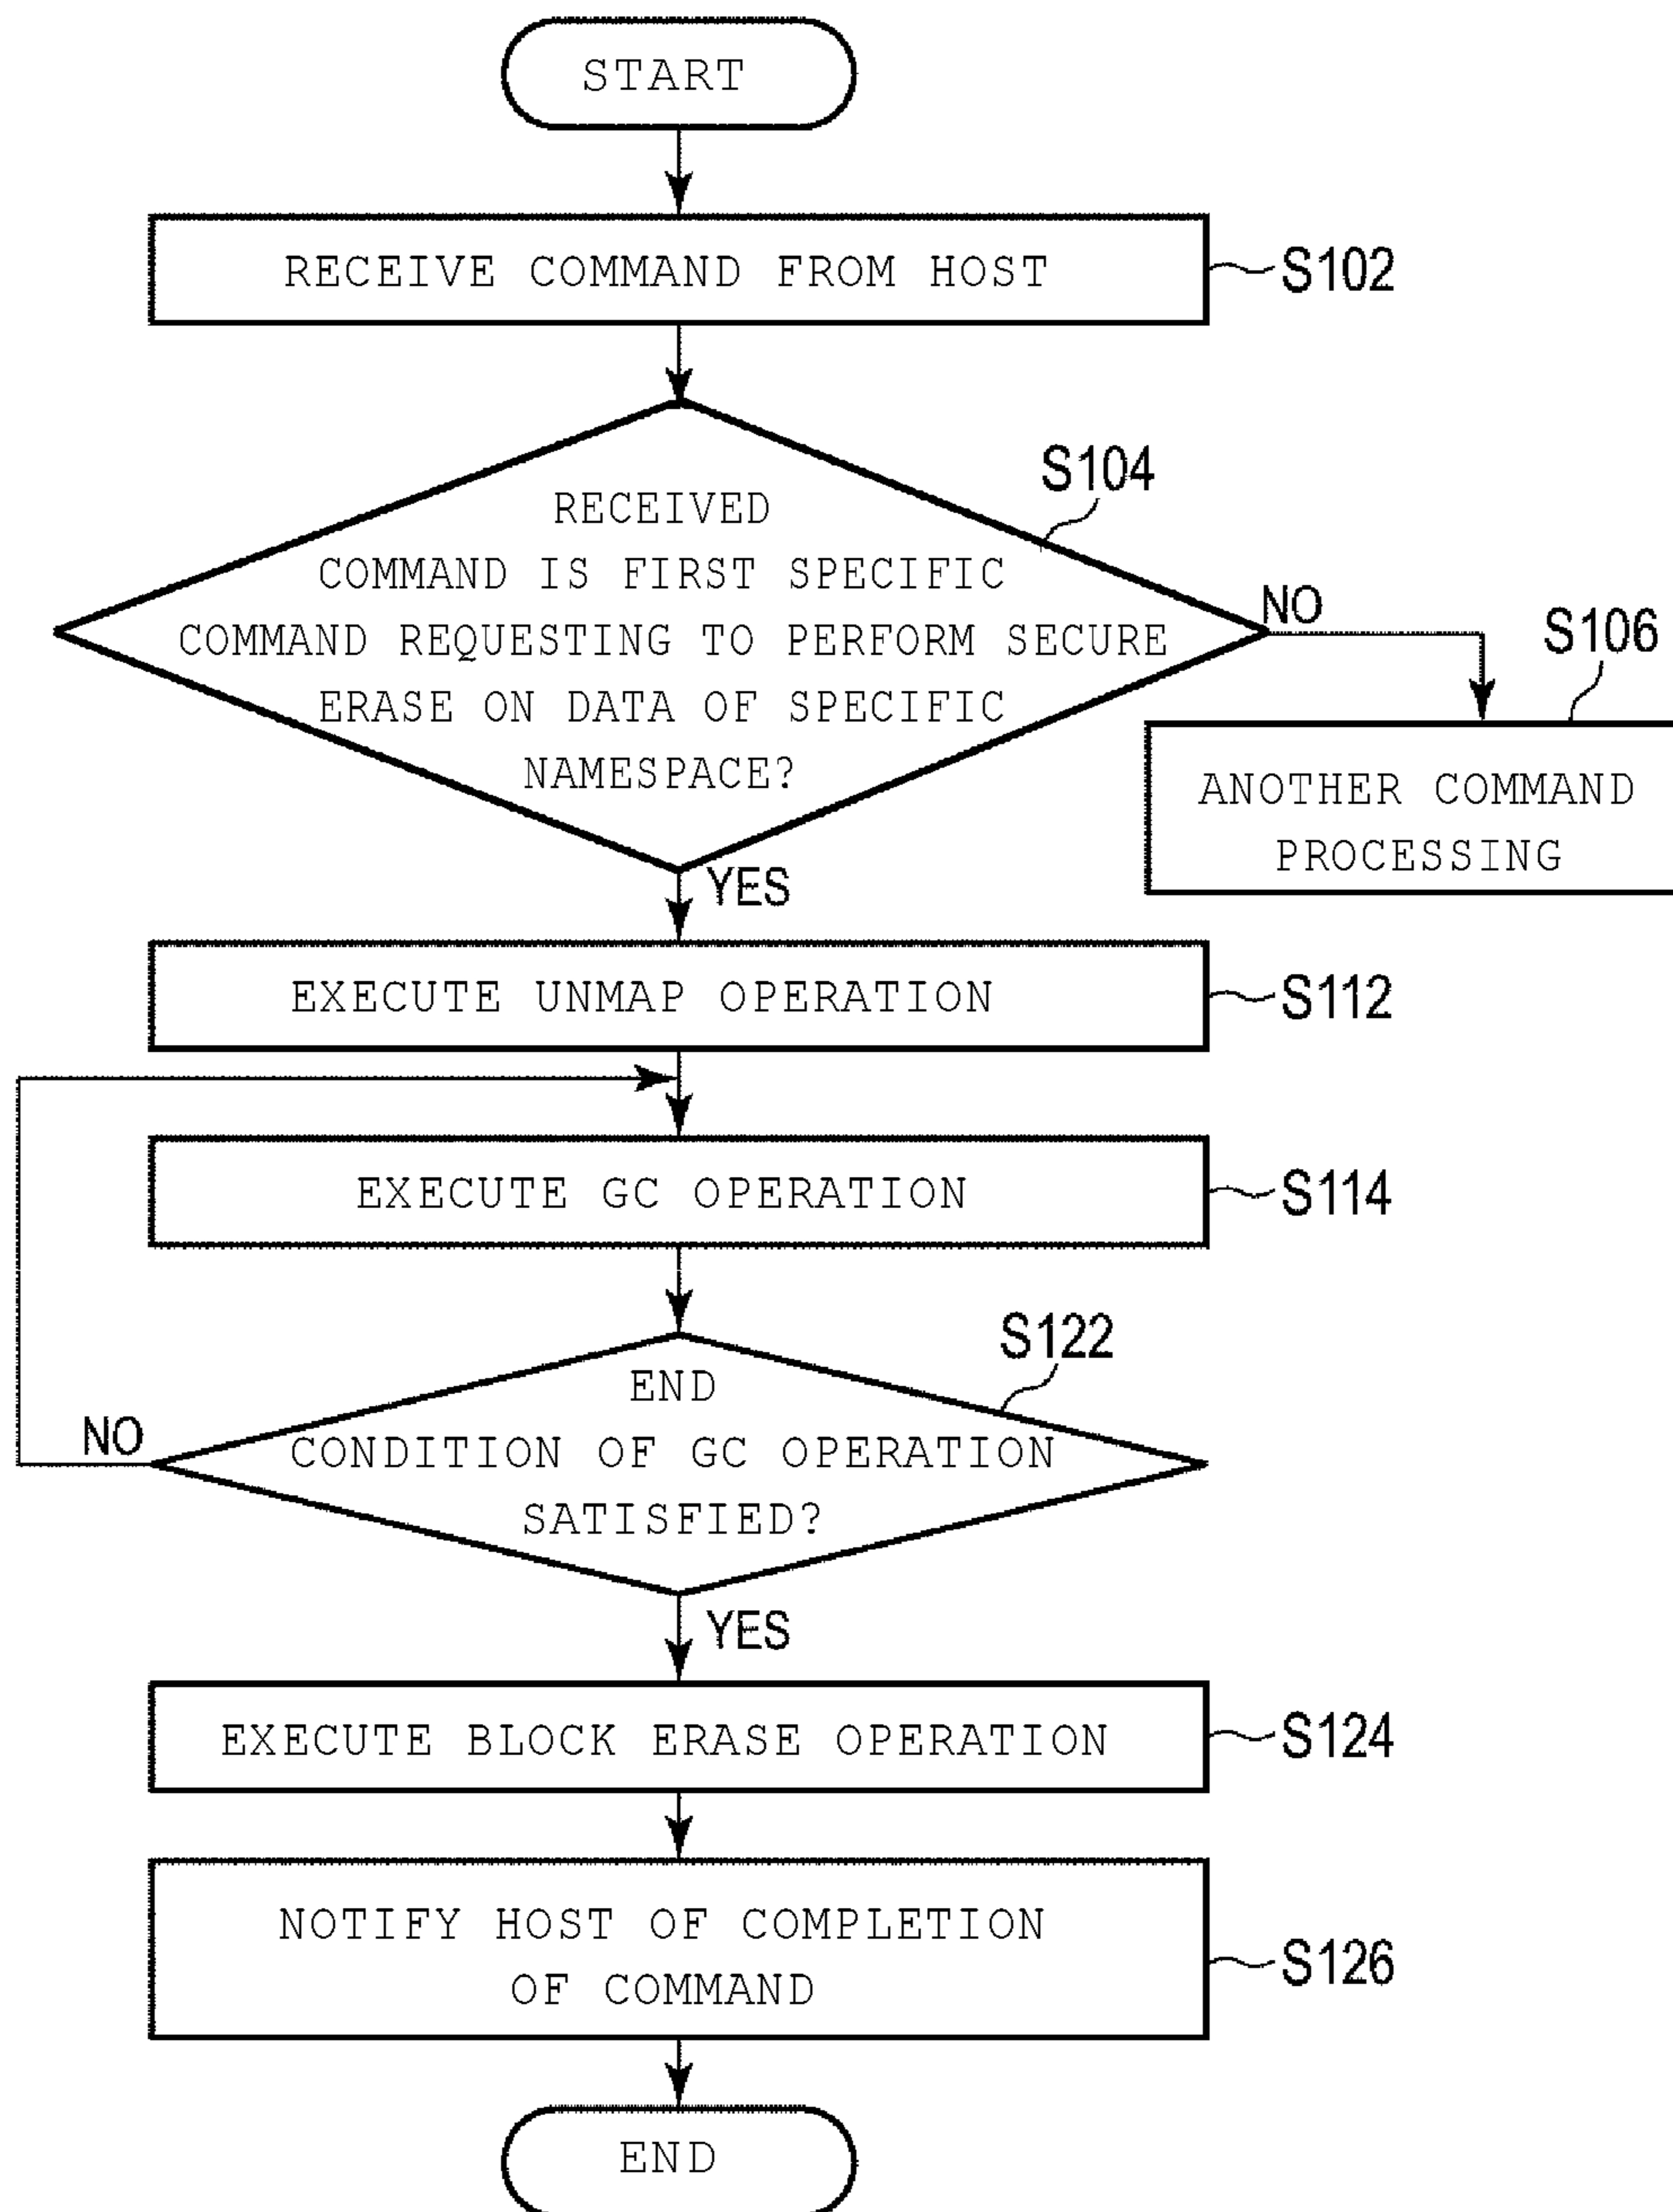 START
RECEIVE COMMAND FROM HOST
S102
S104
RECEIVED
COMMAND IS FIRST SPECIFIC
COMMAND REQUESTING TO PERFORM SECURE
ERASE ON DATA OF SPECIFIC
NAMESPACE?
NO
S106
ANOTHER COMMAND
PROCESSING
YES
EXECUTE UNMAP OPERATION
S112
EXECUTE GC OPERATION
S114
S122
END
CONDITION OF GC OPERATION
SATISFIED?
NO
YES
EXECUTE BLOCK ERASE OPERATION
S124
NOTIFY HOST OF COMPLETION
OF COMMAND
S126
END